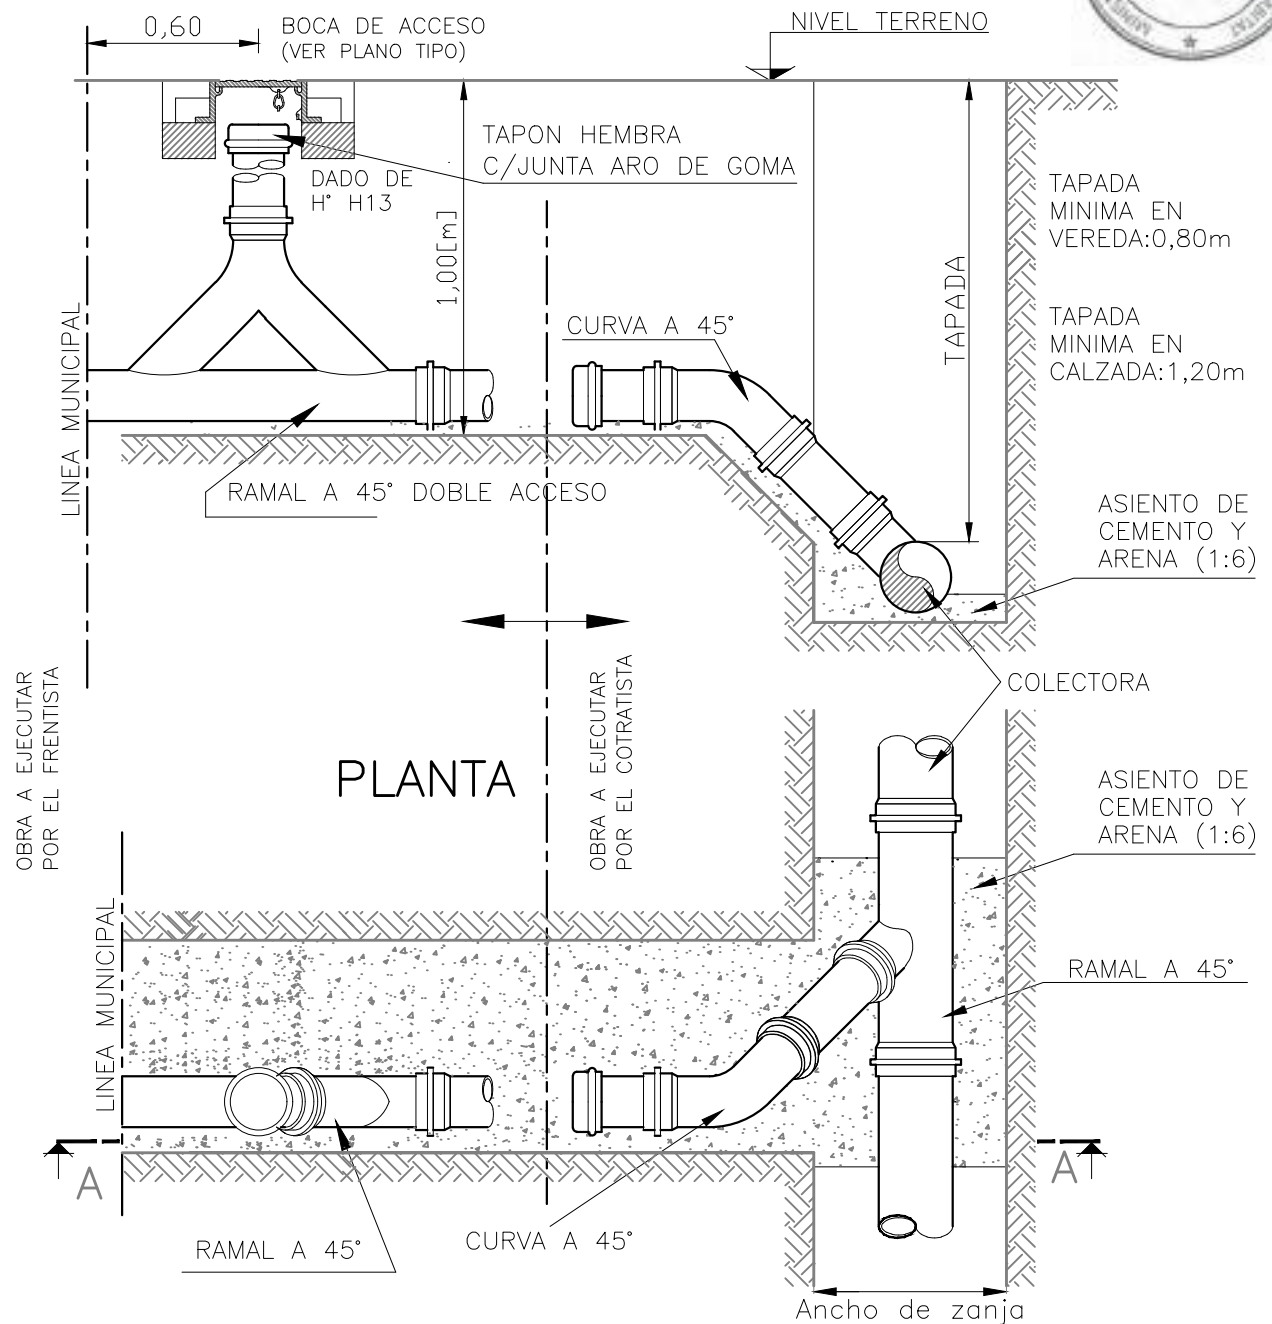 0,60
BOCA DE ACCESO
(VER PLANO TIPO)
NIVEL TERRENO
TAPON HEMBRA
C/JUNTA ARO DE GOMA
DADO DE
H° H13
1,00[m]
TAPADA
TAPADA
MINIMA EN
VEREDA:0,80m
TAPADA
MINIMA EN
CALZADA:1,20m
LINEA MUNICIPAL
CURVA A 45°
RAMAL A 45° DOBLE ACCESO
ASIENTO DE
CEMENTO Y
ARENA (1:6)
COLECTORA
OBRA A EJECUTAR
POR EL FRENTISTA
PLANTA
OBRA A EJECUTAR
POR EL COTRATISTA
ASIENTO DE
CEMENTO Y
ARENA (1:6)
LINEA MUNICIPAL
RAMAL A 45°
A
A
RAMAL A 45°
CURVA A 45°
Ancho de zanja